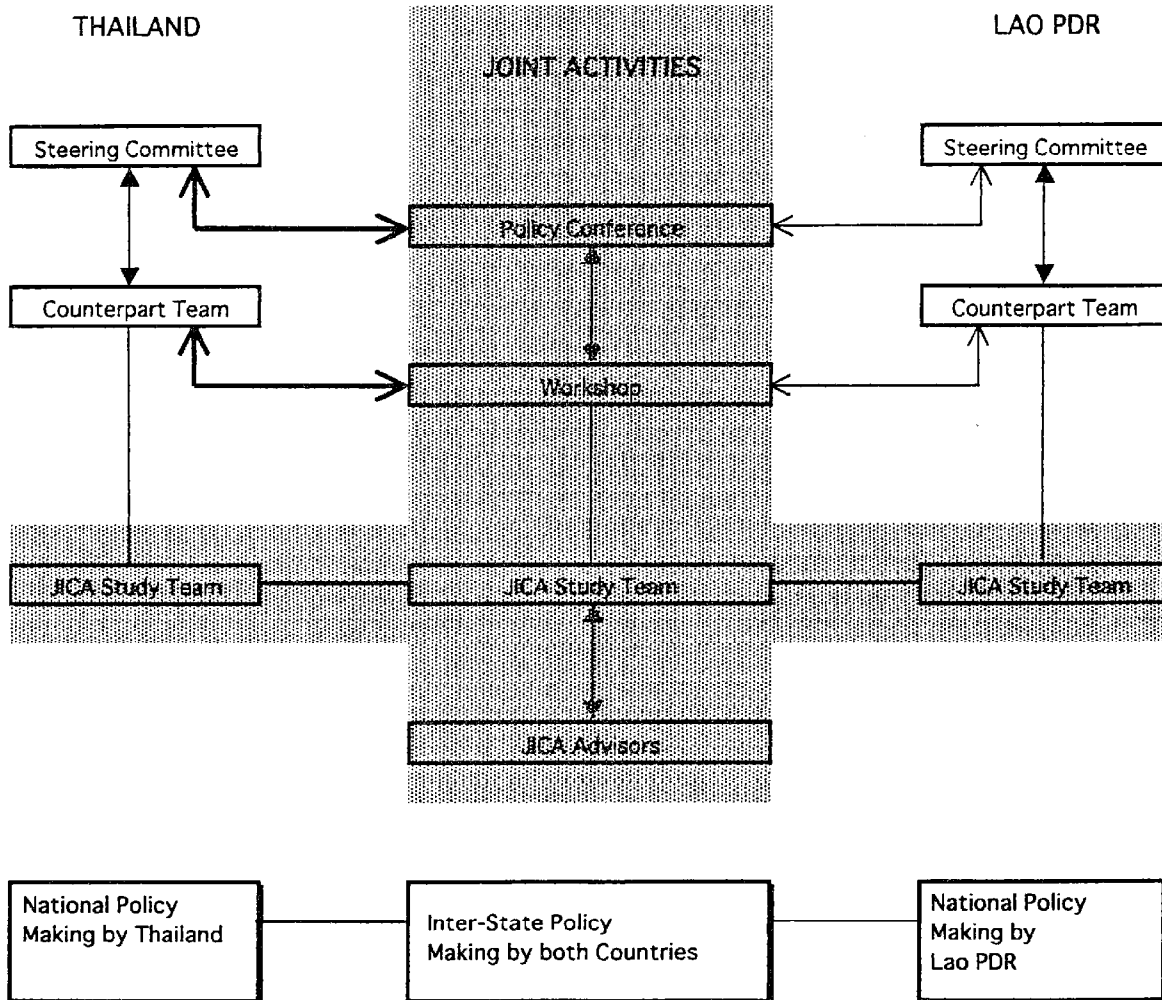 THAILAND
LAO PDR
JOINT ACTIVITIES
Steering Committee
Steering Committee
Policy Conference
Counterpart Team
Counterpart Team
Workshop
JICA Study Team
JICA Study Team
JICA Study Team
JICA Advisors
National Policy
Making by Thailand
Inter-State Policy
Making by both Countries
National Policy
Making by
Lao PDR